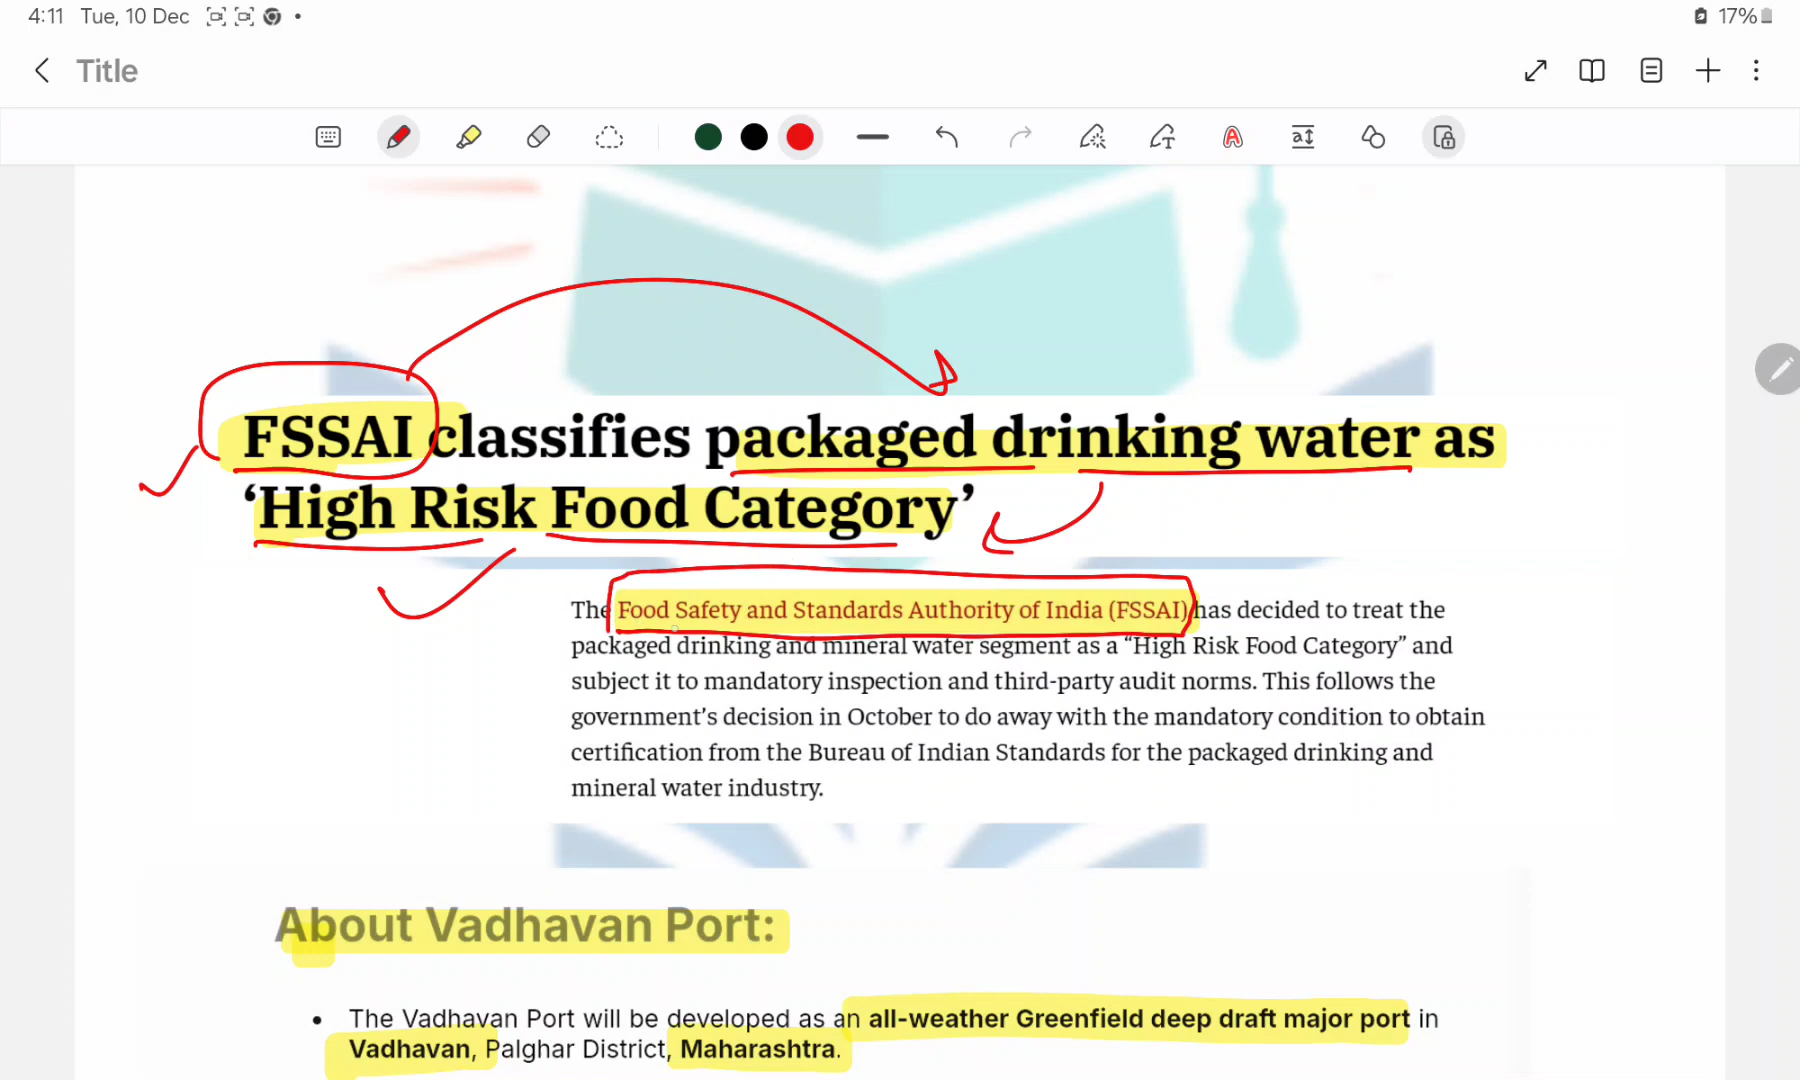 4:11 Tue, 10 Dec
17%
Title
FSSAI classifies packaged drinking water as
‘High Risk Food Category’
The Food Safety and Standards Authority of India (FSSAI) has decided to treat the
packaged drinking and mineral water segment as a “High Risk Food Category” and
subject it to mandatory inspection and third-party audit norms. This follows the
government’s decision in October to do away with the mandatory condition to obtain
certification from the Bureau of Indian Standards for the packaged drinking and
mineral water industry.
About Vadhavan Port:
• The Vadhavan Port will be developed as an all-weather Greenfield deep draft major port in
Vadhavan, Palghar District, Maharashtra.